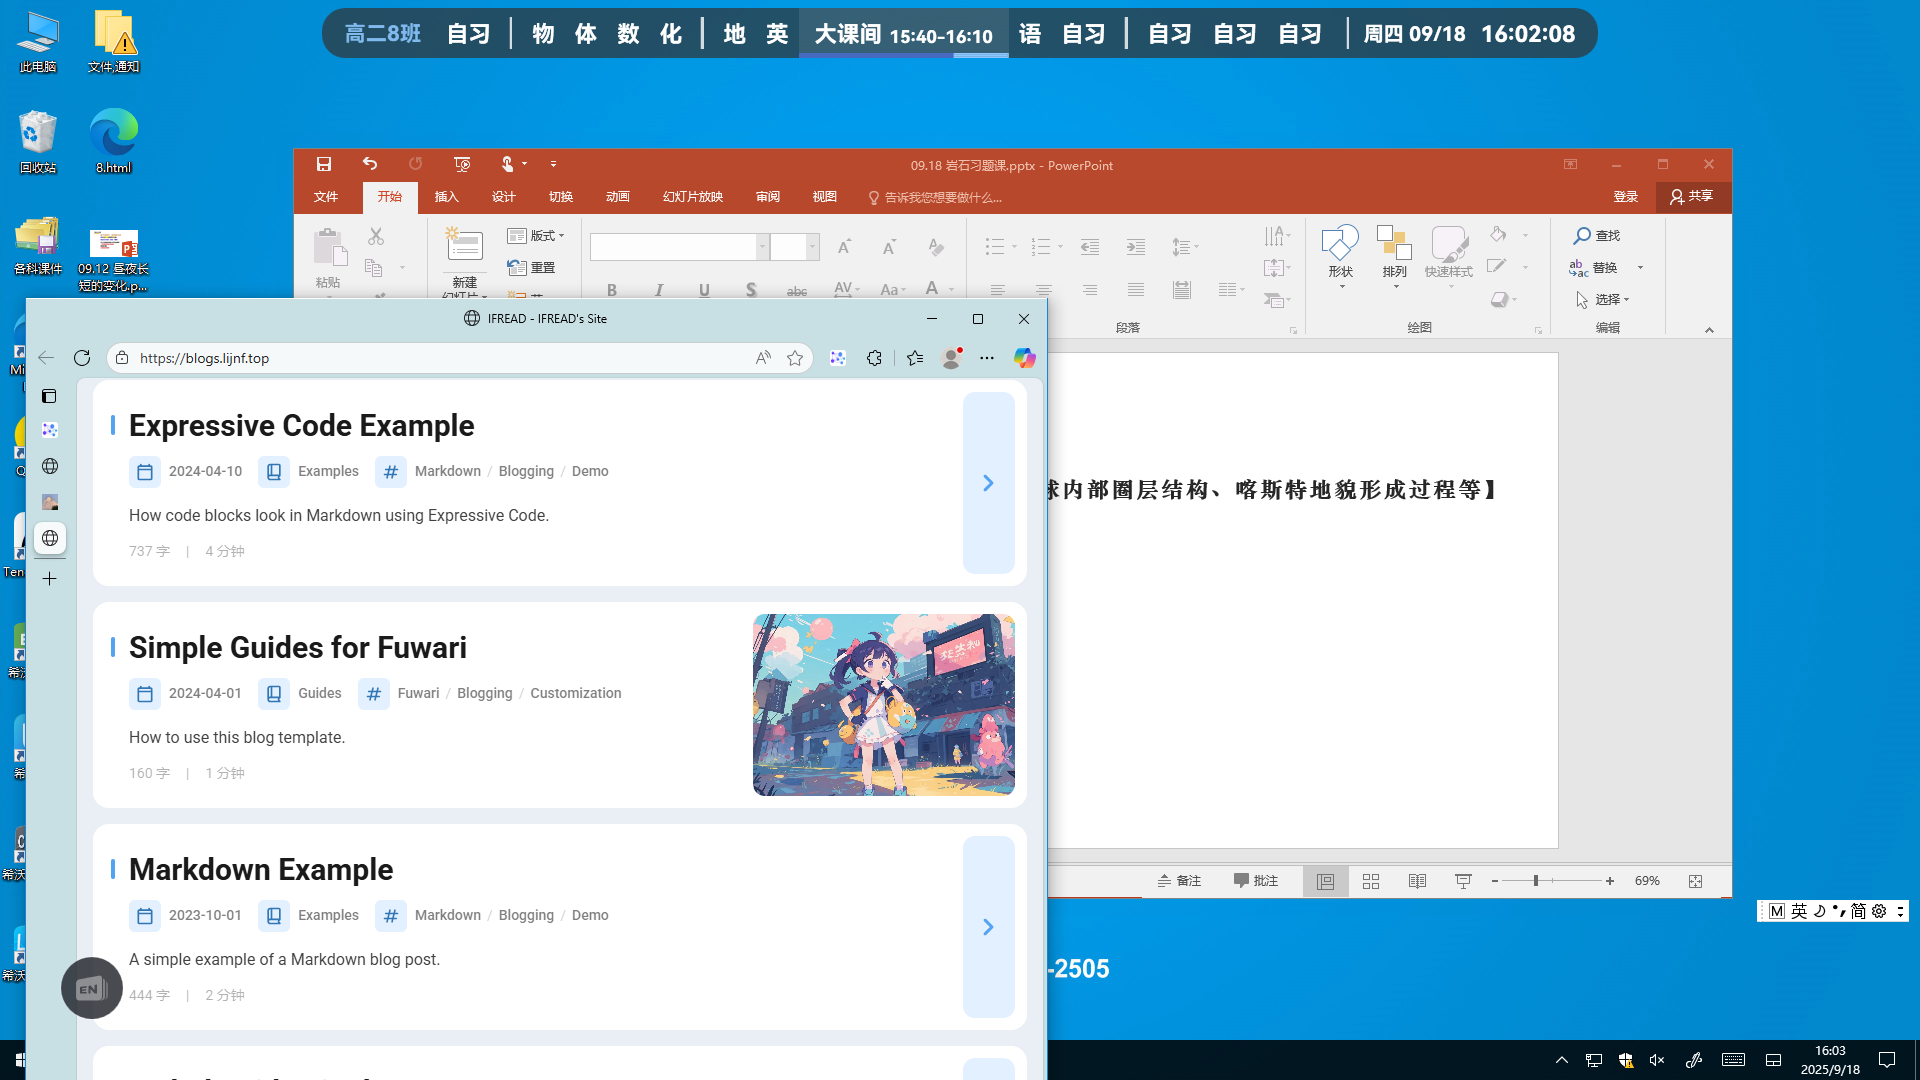 高二8班 自习 物 体 数 化 地 英 大课间 15:40-16:10 语 自习 自习 自习 自习 周四 09/18 16:02:08
此电脑
文件,通知
回收站
8.html
各科课件
09.12 昼夜长
短的变化.p...
09.18 岩石习题课.pptx - PowerPoint
文件 开始 插入 设计 切换 动画 幻灯片放映 审阅 视图 告诉我您想要做什么... 登录 共享
粘贴
新建
版式
重置
形状 排列 快速样式
查找
替换
选择
段落 绘图 编辑
IFREAD - IFREAD's Site
https://blogs.lijnf.top
Expressive Code Example
2024-04-10 Examples # Markdown / Blogging / Demo
How code blocks look in Markdown using Expressive Code.
737 字 | 4 分钟
Simple Guides for Fuwari
2024-04-01 Guides # Fuwari / Blogging / Customization
How to use this blog template.
160 字 | 1 分钟
Markdown Example
2023-10-01 Examples # Markdown / Blogging / Demo
A simple example of a Markdown blog post.
444 字 | 2 分钟
EN
内部圈层结构、喀斯特地貌形成过程等】
备注 批注 69%
M 英 简
-2505
16:03
2025/9/18